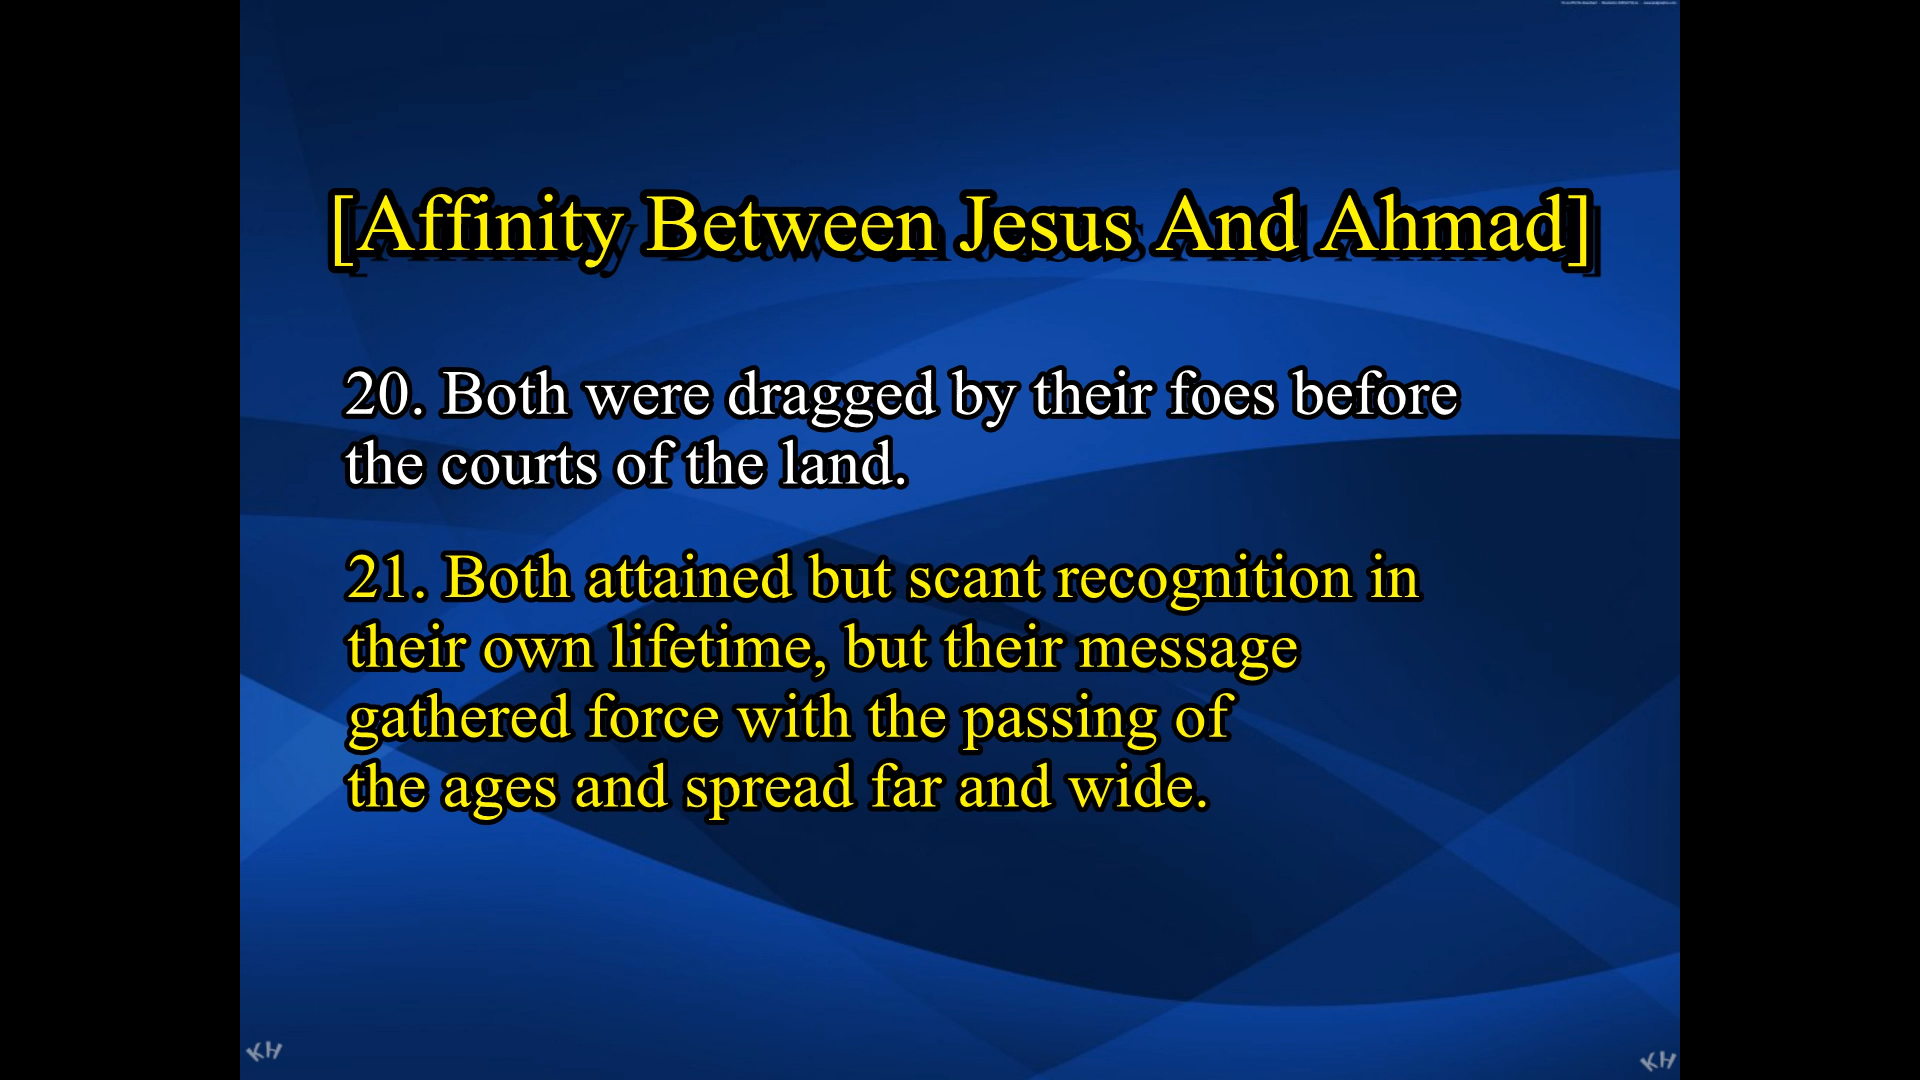 [Affinity Between Jesus And Ahmad]
20. Both were dragged by their foes before
the courts of the land.
21. Both attained but scant recognition in
their own lifetime, but their message
gathered force with the passing of
the ages and spread far and wide.
KH
KH